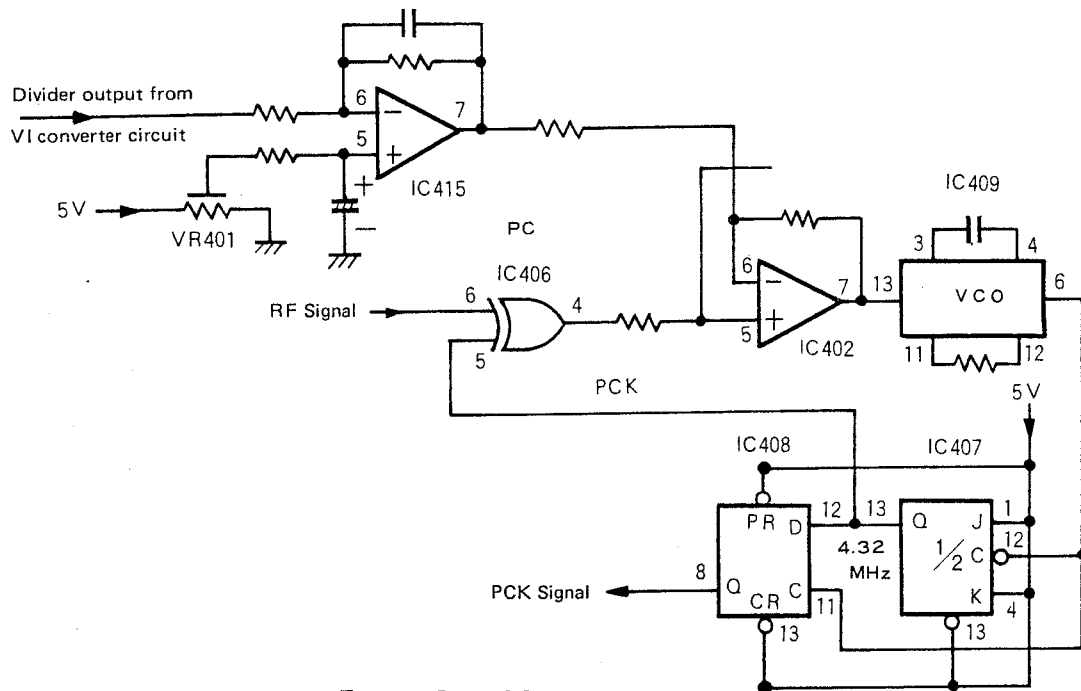 Divider output from
VI converter circuit
6
−
7
5
+
IC415
+
−
5V
VR401
PC
IC406
RF Signal
6
4
5
PCK
6
−
7
5
+
IC402
IC409
3
4
13
VCO
6
11
12
5V
IC408
IC407
PR
D
12
13
Q
J
1
4.32
MHz
1/2
C
12
8
Q
C
11
K
4
CR
13
13
PCK Signal